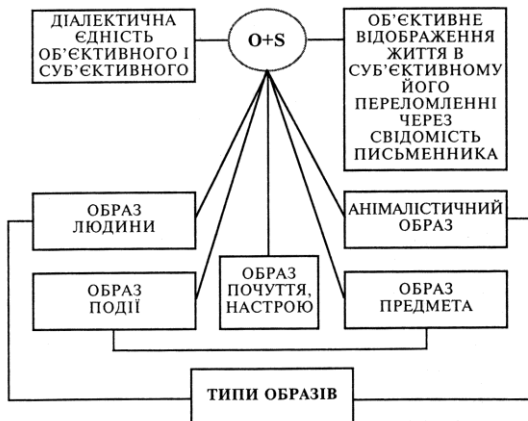 ДІАЛЕКТИЧНА
ЄДНІСТЬ
ОБ’ЄКТИВНОГО І
СУБ’ЄКТИВНОГО
O+S
ОБ’ЄКТИВНЕ
ВІДОБРАЖЕННЯ
ЖИТТЯ В
СУБ’ЄКТИВНОМУ
ЙОГО
ПЕРЕЛОМЛЕННІ
ЧЕРЕЗ
СВІДОМІСТЬ
ПИСЬМЕННИКА
ОБРАЗ
ЛЮДИНИ
АНІМАЛІСТИЧНИЙ
ОБРАЗ
ОБРАЗ
ПОДІЇ
ОБРАЗ
ПОЧУТТЯ,
НАСТРОЮ
ОБРАЗ
ПРЕДМЕТА
ТИПИ ОБРАЗІВ